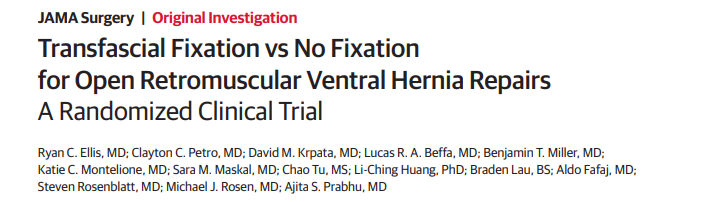 JAMA Surgery | Original Investigation
Transfascial Fixation vs No Fixation
for Open Retromuscular Ventral Hernia Repairs
A Randomized Clinical Trial
Ryan C. Ellis, MD; Clayton C. Petro, MD; David M. Krpata, MD; Lucas R. A. Beffa, MD; Benjamin T. Miller, MD;
Katie C. Montelione, MD; Sara M. Maskal, MD; Chao Tu, MS; Li-Ching Huang, PhD; Braden Lau, BS; Aldo Fafaj, MD;
Steven Rosenblatt, MD; Michael J. Rosen, MD; Ajita S. Prabhu, MD